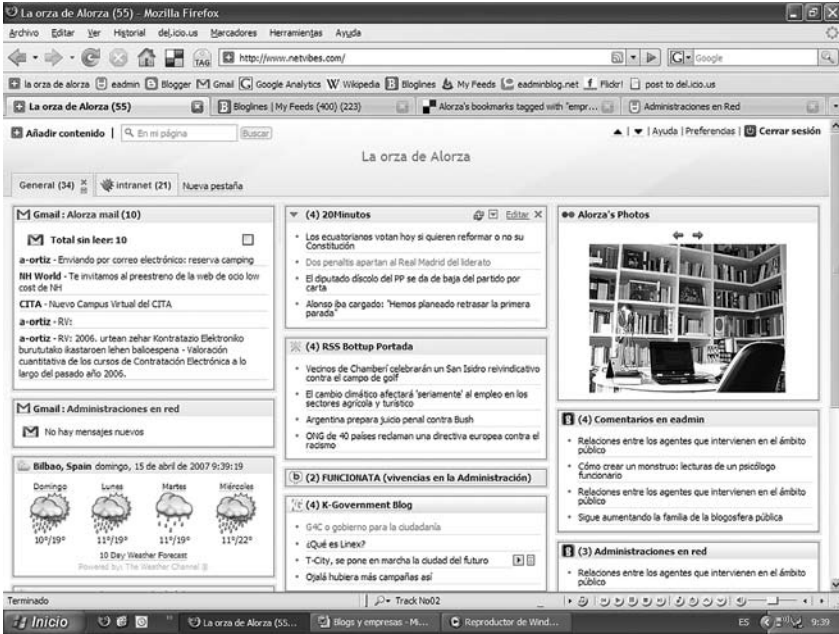 La orza de Alorza (55) - Mozilla Firefox
Archivo Editar Ver Historial del.icio.us Marcadores Herramientas Ayuda
TAG http://www.netvibes.com/ Google
la orza de alorza eadmin Blogger Gmail Google Analytics Wikipedia Bloglines My Feeds eadminblog.net Flickr! post to del.icio.us
La orza de Alorza (55) Bloglines | My Feeds (400) (223) Alorza's bookmarks tagged with "empr... Administraciones en Red
Añadir contenido | En mi página Buscar | Ayuda | Preferencias | Cerrar sesión
La orza de Alorza
General (34) intranet (21) Nueva pestaña
Gmail : Alorza mail (10)
Total sin leer: 10
a-ortiz - Enviando por correo electrónico: reserva camping
NH World - Te invitamos al preestreno de la web de ocio low
cost de NH
CITA - Nuevo Campus Virtual del CITA
a-ortiz - RV:
a-ortiz - RV: 2006. urtean zehar Kontratazio Elektroniko
burututako ikastaroen lehen balioespena - Valoración
cuantitativa de los cursos de Contratación Electrónica a lo
largo del pasado año 2006.
Gmail : Administraciones en red
No hay mensajes nuevos
Bilbao, Spain domingo, 15 de abril de 2007 9:39:19
Domingo Lunes Martes Miércoles
10°/19° 11°/19° 11°/19° 11°/22°
10 Day Weather Forecast
Powered by: The Weather Channel ®
(4) 20Minutos Editar
Los ecuatorianos votan hoy si quieren reformar o no su
Constitución
Dos penaltis apartan al Real Madrid del liderato
El diputado díscolo del PP se da de baja del partido por
carta
Alonso iba cargado: "Hemos planeado retrasar la primera
parada"
(4) RSS Bottup Portada
Vecinos de Chamberí celebrarán un San Isidro reivindicativo
contra el campo de golf
El cambio climático afectará 'seriamente' al empleo en los
sectores agrícola y turístico
Argentina prepara juicio penal contra Bush
ONG de 40 países reclaman una directiva europea contra el
racismo
(2) FUNCIONATA (vivencias en la Administración)
(4) K-Government Blog
G4C o gobierno para la ciudadanía
¿Qué es Linex?
T-City, se pone en marcha la ciudad del futuro
Ojalá hubiera más campañas así
Alorza's Photos
(4) Comentarios en eadmin
Relaciones entre los agentes que intervienen en el ámbito
público
Cómo crear un monstruo: lecturas de un psicólogo
funcionario
Relaciones entre los agentes que intervienen en el ámbito
público
Sigue aumentando la familia de la blogosfera pública
(3) Administraciones en red
Relaciones entre los agentes que intervienen en el ámbito
público
Terminado Track No02
Inicio La orza de Alorza (55... Blogs y empresas - Mi... Reproductor de Wind... ES 9:39